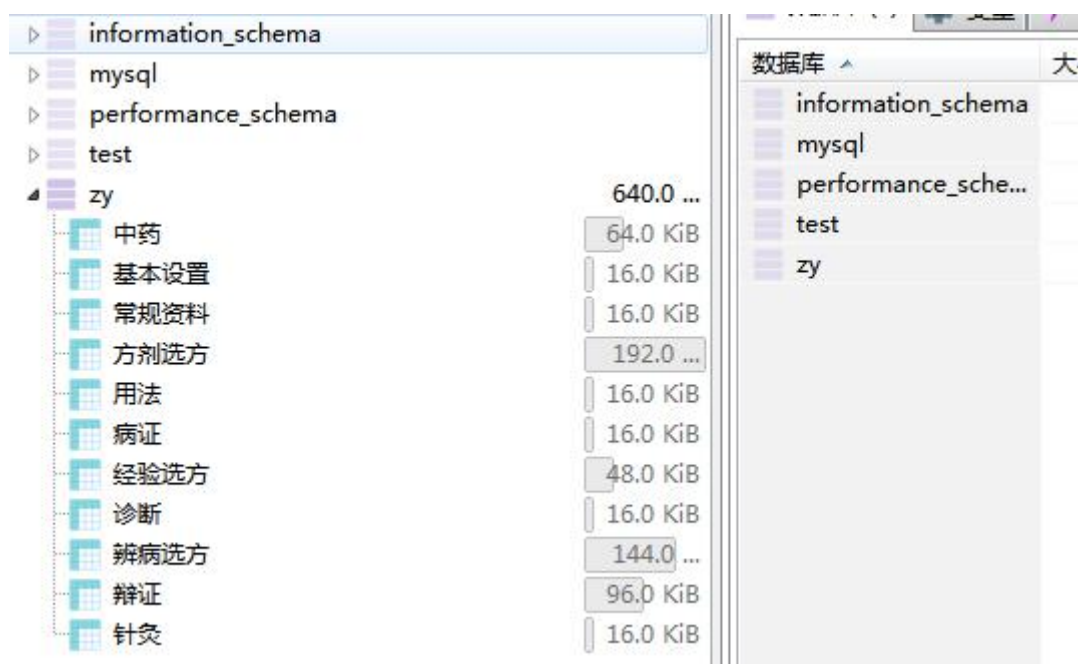 information_schema
mysql
performance_schema
test
zy 640.0 ...
中药 64.0 KiB
基本设置 16.0 KiB
常规资料 16.0 KiB
方剂选方 192.0 ...
用法 16.0 KiB
病证 16.0 KiB
经验选方 48.0 KiB
诊断 16.0 KiB
辨病选方 144.0 ...
辩证 96.0 KiB
针灸 16.0 KiB
数据库
information_schema
mysql
performance_sche...
test
zy